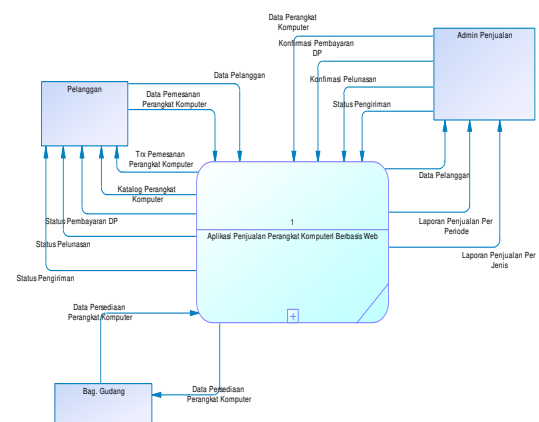 Data Perangkat
Komputer
Admin Penjualan
Konfirmasi Pembayaran
DP
Data Pelanggan
Konfirmasi Pelunasan
Pelanggan
Data Pemesanan
Perangkat Komputer
Status Pengiriman
Trx Pemesanan
Perangkat Komputer
Data Pelanggan
Katalog Perangkat
Komputer
Status Pembayaran DP
1
Laporan Penjualan Per
Periode
Aplikasi Penjualan Perangkat Komputerl Berbasis Web
Status Pelunasan
Laporan Penjualan Per
Jenis
Status Pengiriman
Data Persediaan
Perangkat Komputer
Bag. Gudang
Data Persediaan
Perangkat Komputer